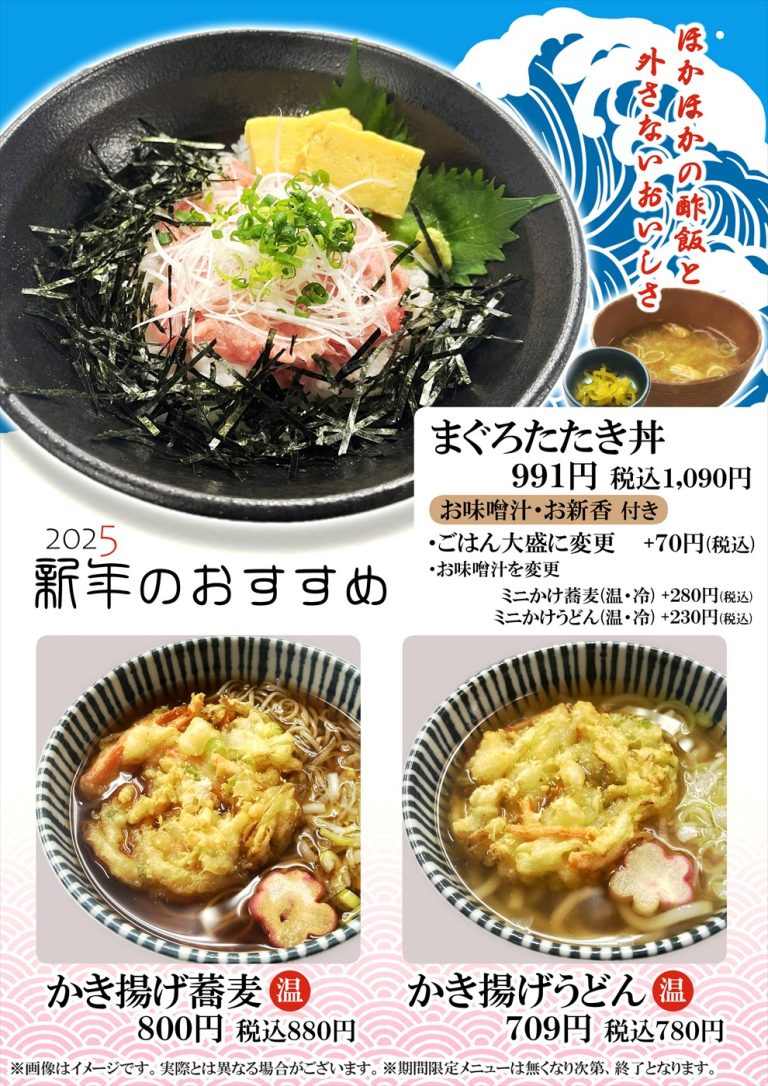 ほかほかの酢飯と
外さないおいしさ
まぐろたたき丼
991円 税込1,090円
お味噌汁・お新香 付き
・ごはん大盛に変更 +70円(税込)
・お味噌汁を変更
ミニかけ蕎麦(温・冷) +280円(税込)
ミニかけうどん(温・冷) +230円(税込)
2025
新年のおすすめ
かき揚げ蕎麦 温
800円 税込880円
かき揚げうどん 温
709円 税込780円
※画像はイメージです。実際とは異なる場合がございます。※期間限定メニューは無くなり次第、終了となります。